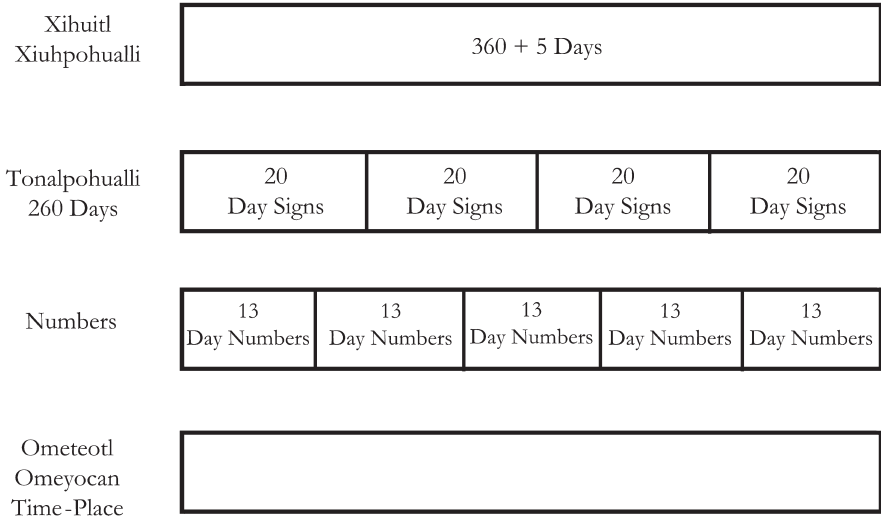 Xihuitl
Xiuhpohualli
360 + 5 Days
Tonalpohualli
260 Days
20
Day Signs
20
Day Signs
20
Day Signs
20
Day Signs
Numbers
13
Day Numbers
13
Day Numbers
13
Day Numbers
13
Day Numbers
13
Day Numbers
Ometeotl
Omeyocan
Time-Place